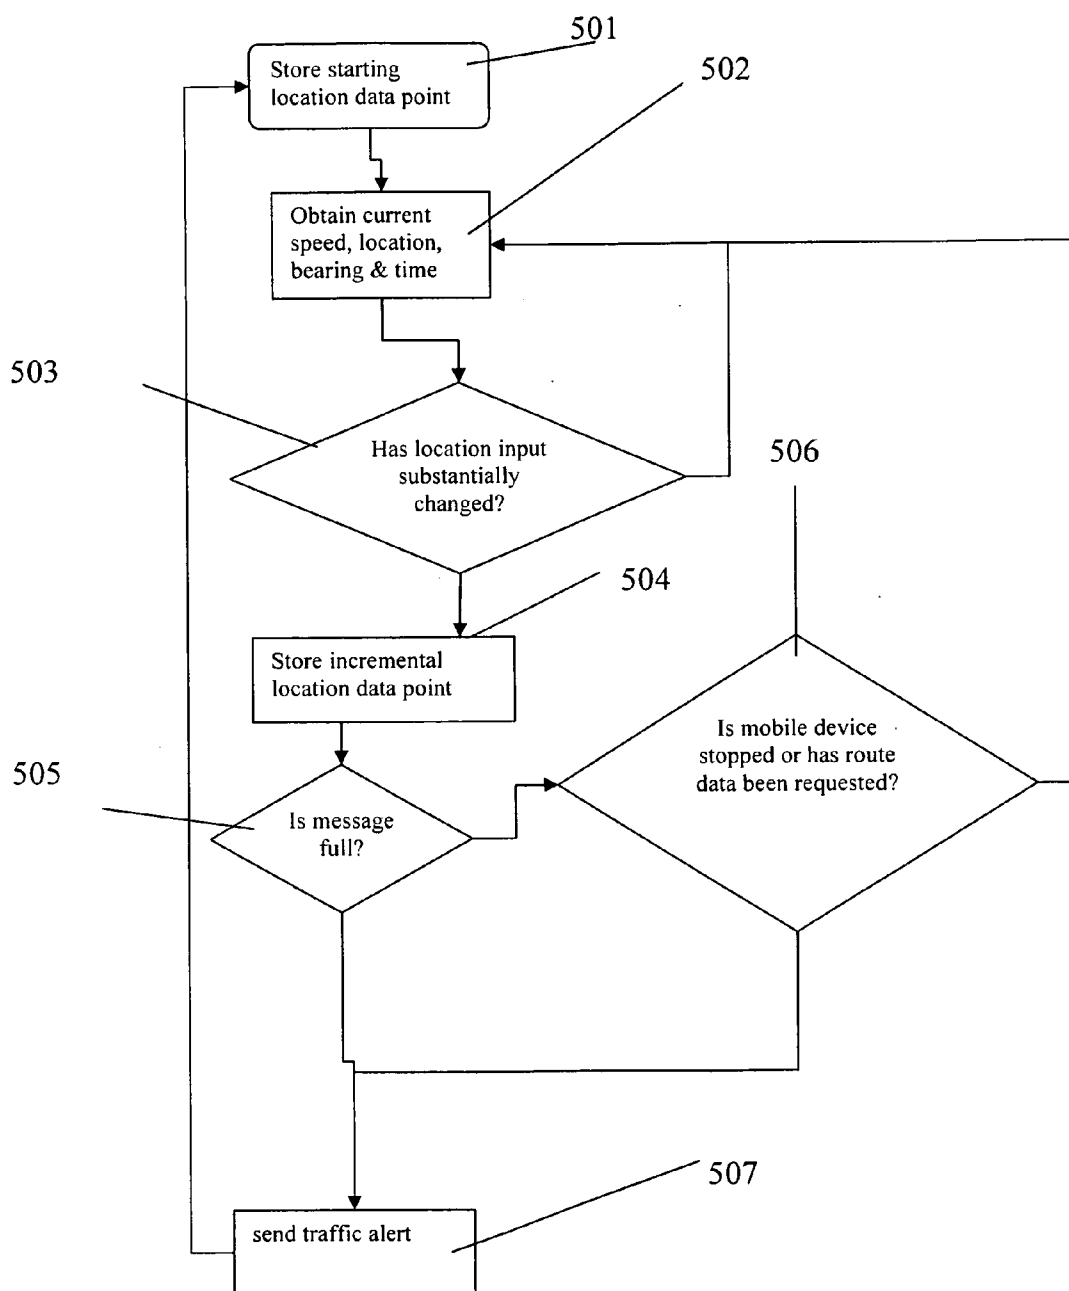 501
Store starting
location data point
502
Obtain current
speed, location,
bearing & time
503
Has location input
substantially
changed?
506
504
Store incremental
location data point
Is mobile device
stopped or has route
data been requested?
505
Is message
full?
507
send traffic alert